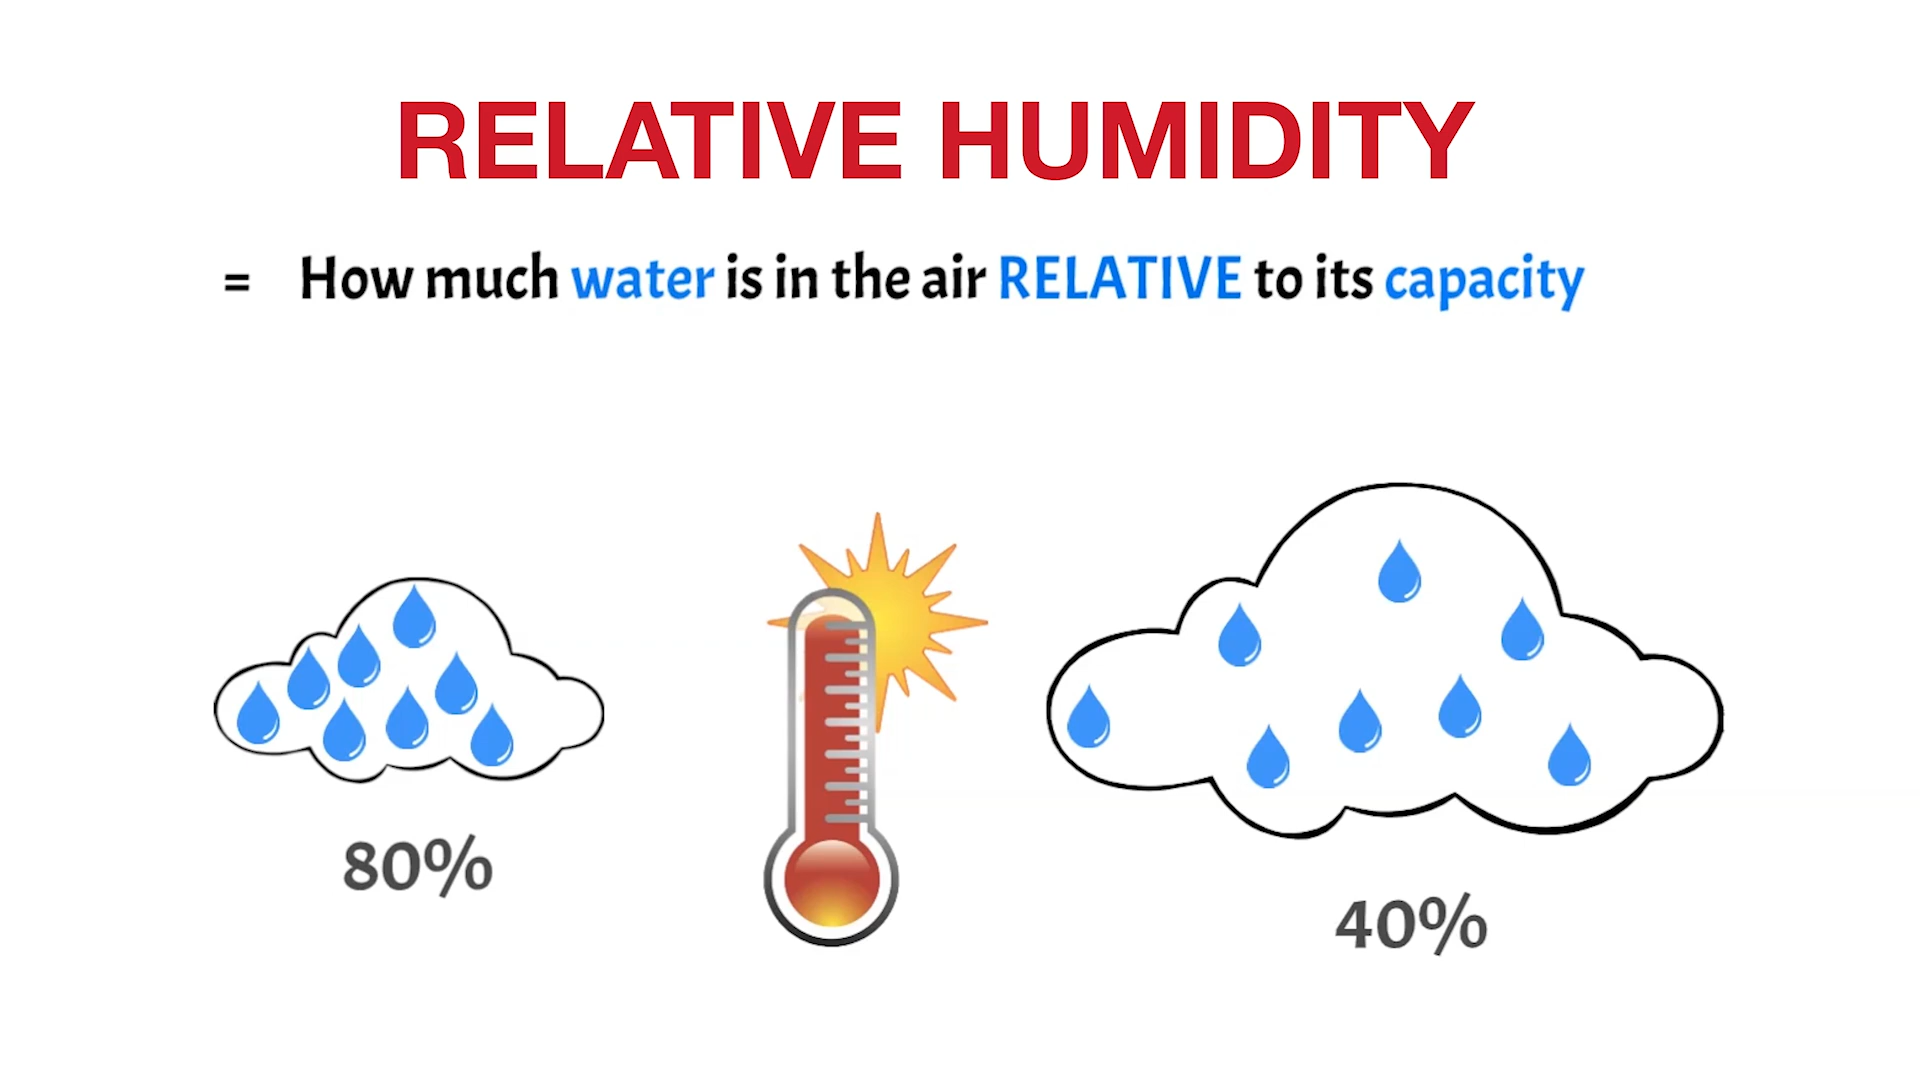 RELATIVE HUMIDITY
= How much water is in the air RELATIVE to its capacity
80%
40%